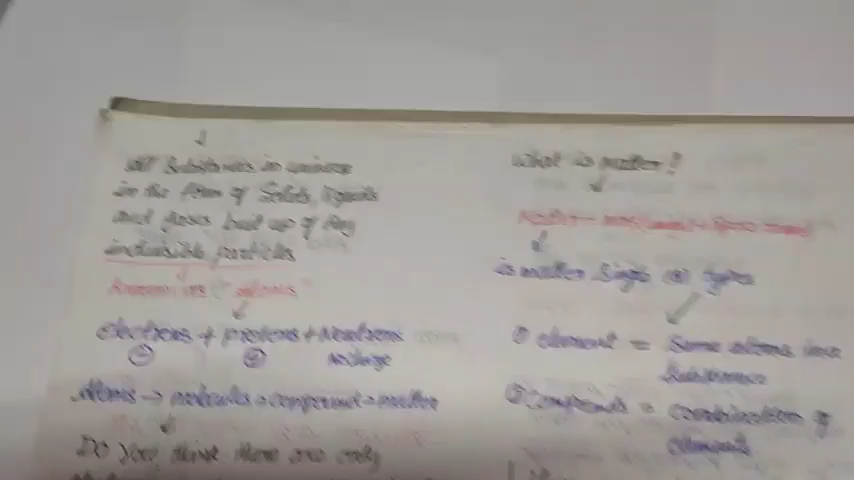 All Substances in universe
in the form of Solids, liquids
and gases built up of tiny
indivisible particles
known as "atoms"
electrons + protons + Neutrons
no charge
Atoms → molecules → compound → matter
Do you think there are only
What is matter?
Matter -
is matter Single or types
① element = Same atoms in a
Substance
② Compounds = combination of
elements